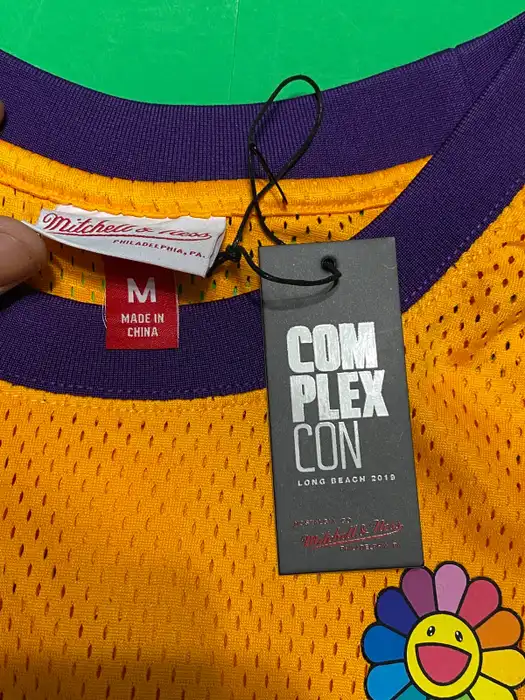 Mitchell & Ness
PHILADELPHIA, PA.
M
MADE IN
CHINA
COM
PLEX
CON
LONG BEACH 2019
Mitchell & Ness